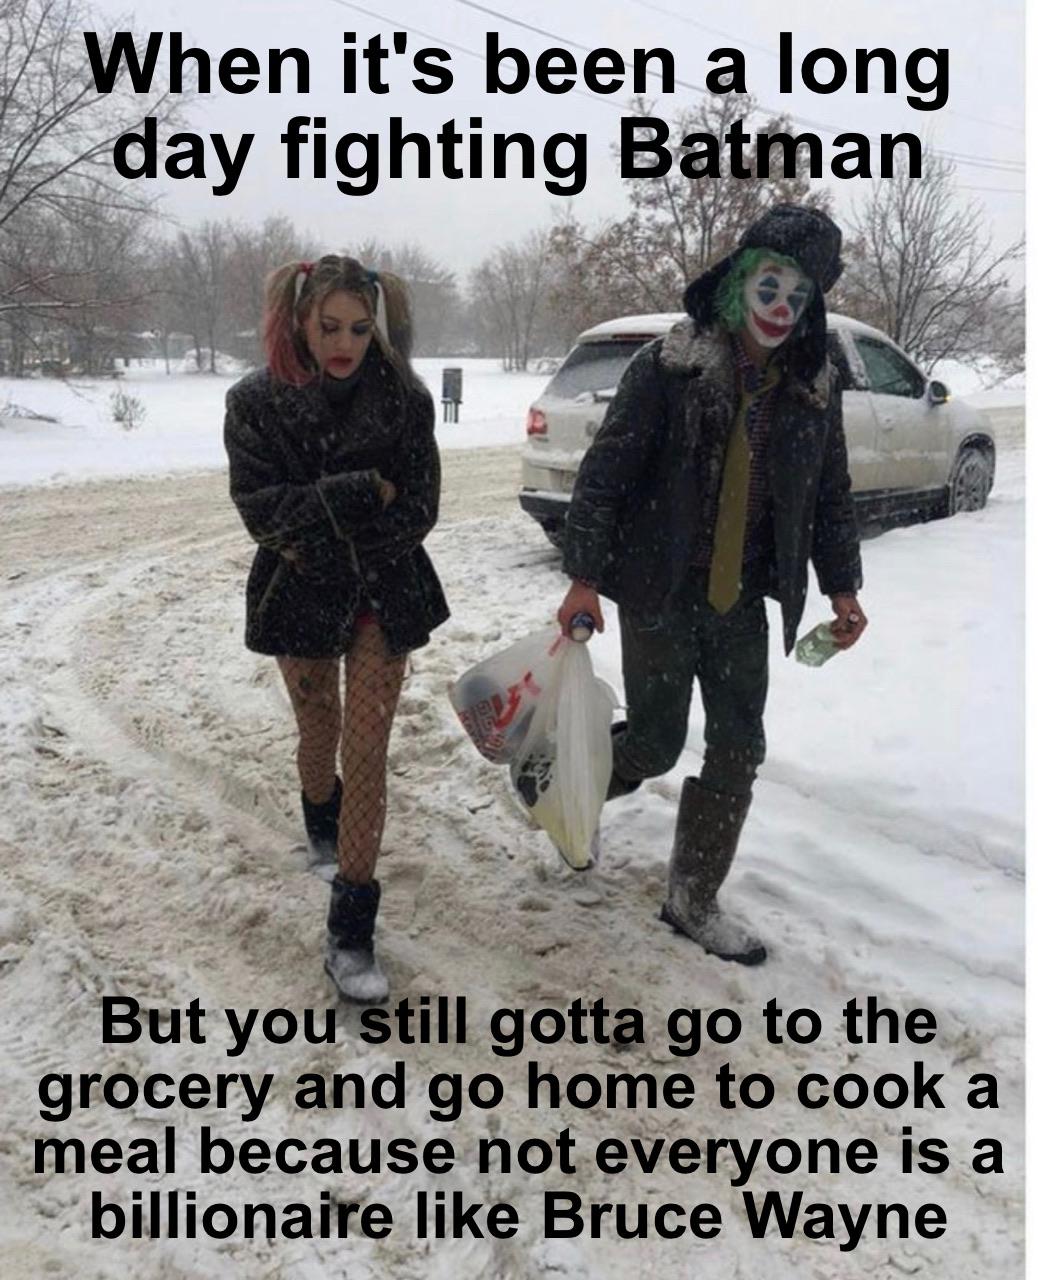 When it's been a long
day fighting Batman
But you still gotta go to the
grocery and go home to cook a
meal because not everyone is a
billionaire like Bruce Wayne